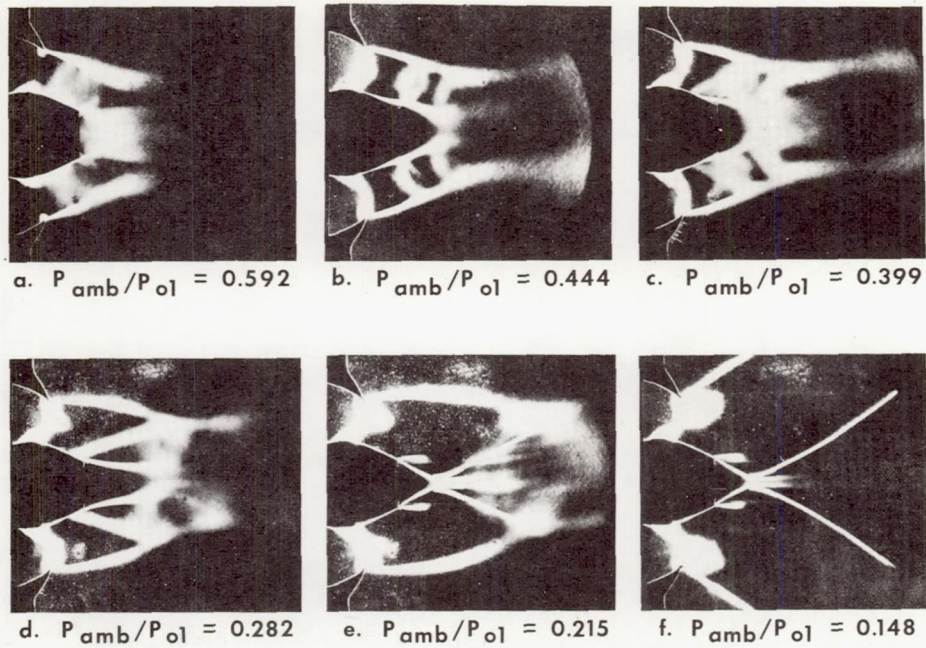 a. P amb/P o1 = 0.592
b. P amb/P o1 = 0.444
c. P amb/P o1 = 0.399
d. P amb/P o1 = 0.282
e. P amb/P o1 = 0.215
f. P amb/P o1 = 0.148